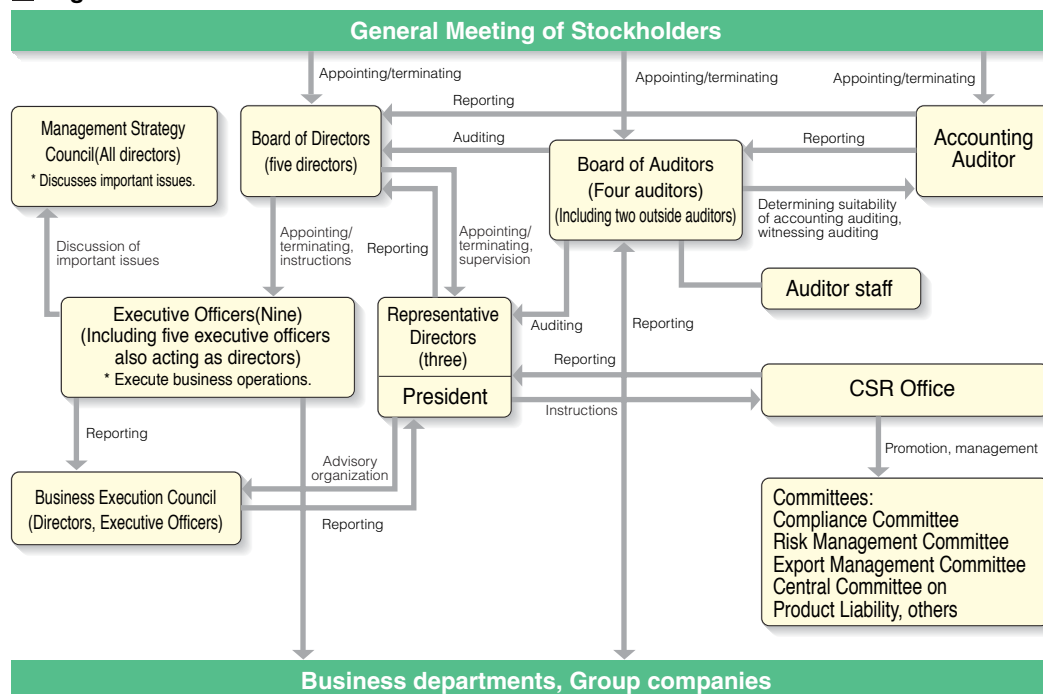 General Meeting of Stockholders
Appointing/terminating
Appointing/terminating
Appointing/terminating
Reporting
Management Strategy
Council(All directors)
* Discusses important issues.
Board of Directors
(five directors)
Auditing
Board of Auditors
(Four auditors)
(Including two outside auditors)
Reporting
Accounting
Auditor
Determining suitability
of accounting auditing,
witnessing auditing
Discussion of
important issues
Appointing/
terminating,
instructions
Reporting
Appointing/
terminating,
supervision
Auditor staff
Executive Officers(Nine)
(Including five executive officers
also acting as directors)
* Execute business operations.
Representative
Directors
(three)
President
Auditing
Reporting
Reporting
Instructions
CSR Office
Reporting
Advisory
organization
Promotion, management
Business Execution Council
(Directors, Executive Officers)
Reporting
Committees:
Compliance Committee
Risk Management Committee
Export Management Committee
Central Committee on
Product Liability, others
Business departments, Group companies